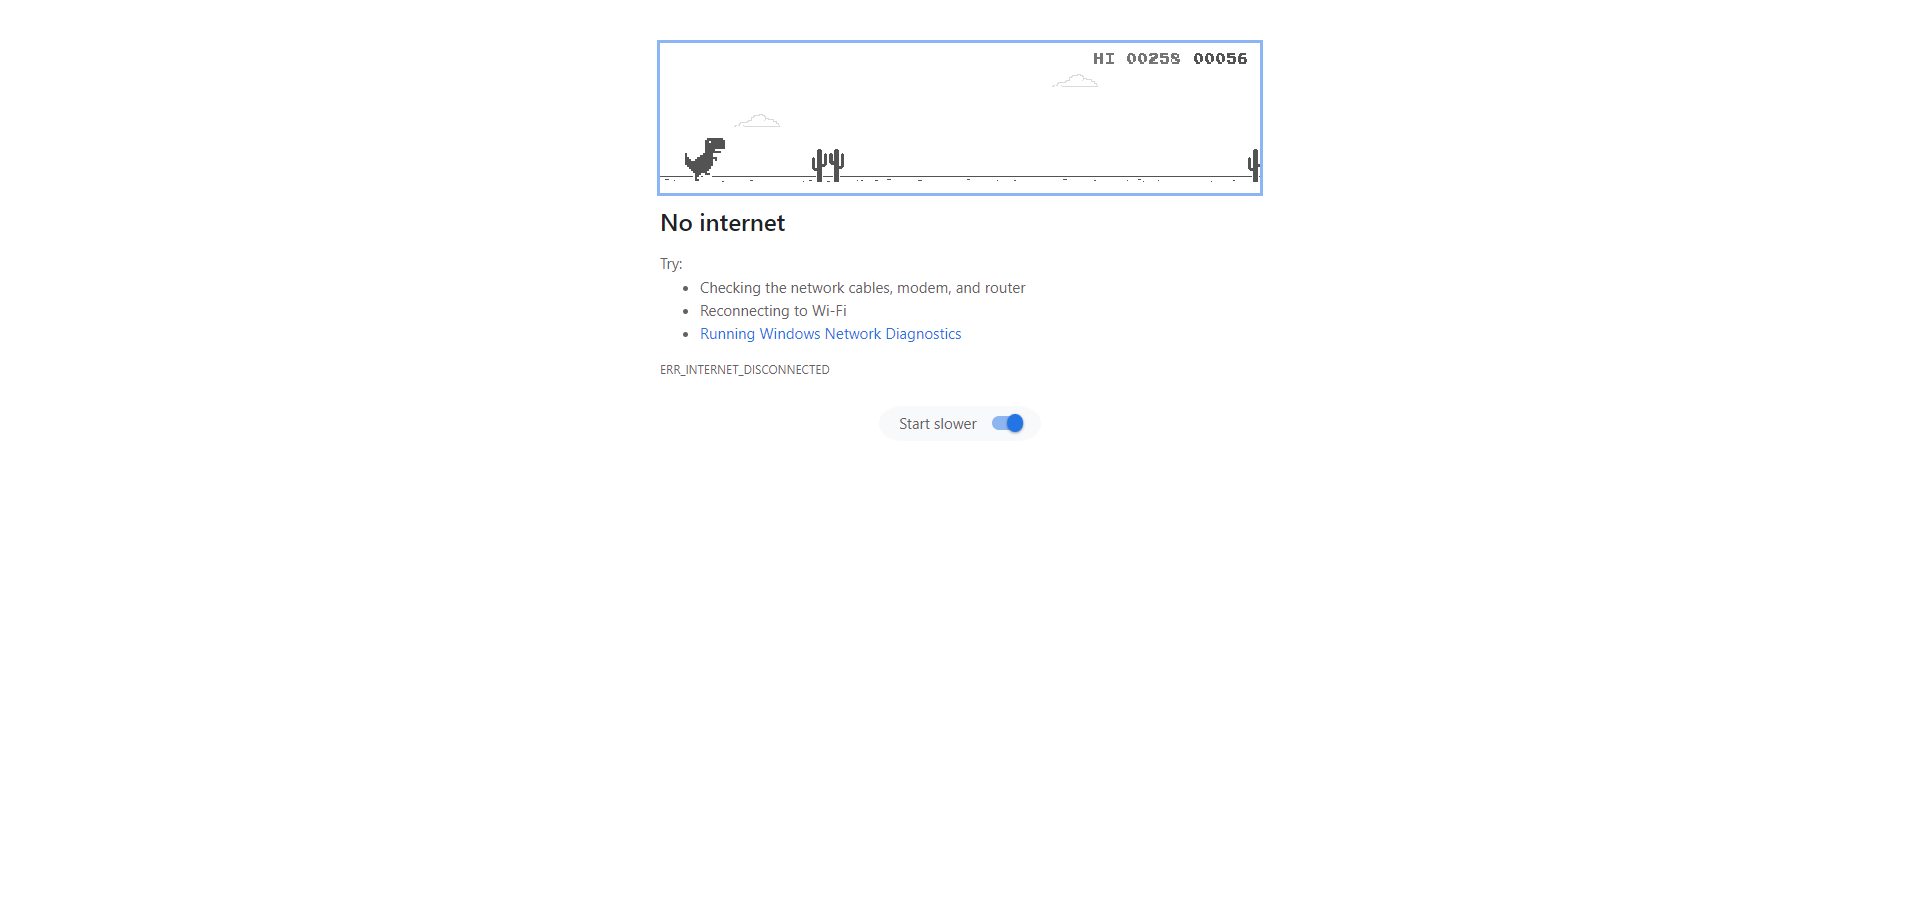 HI 00258 00056
No internet
Try:
Checking the network cables, modem, and router
Reconnecting to Wi-Fi
Running Windows Network Diagnostics
ERR_INTERNET_DISCONNECTED
Start slower